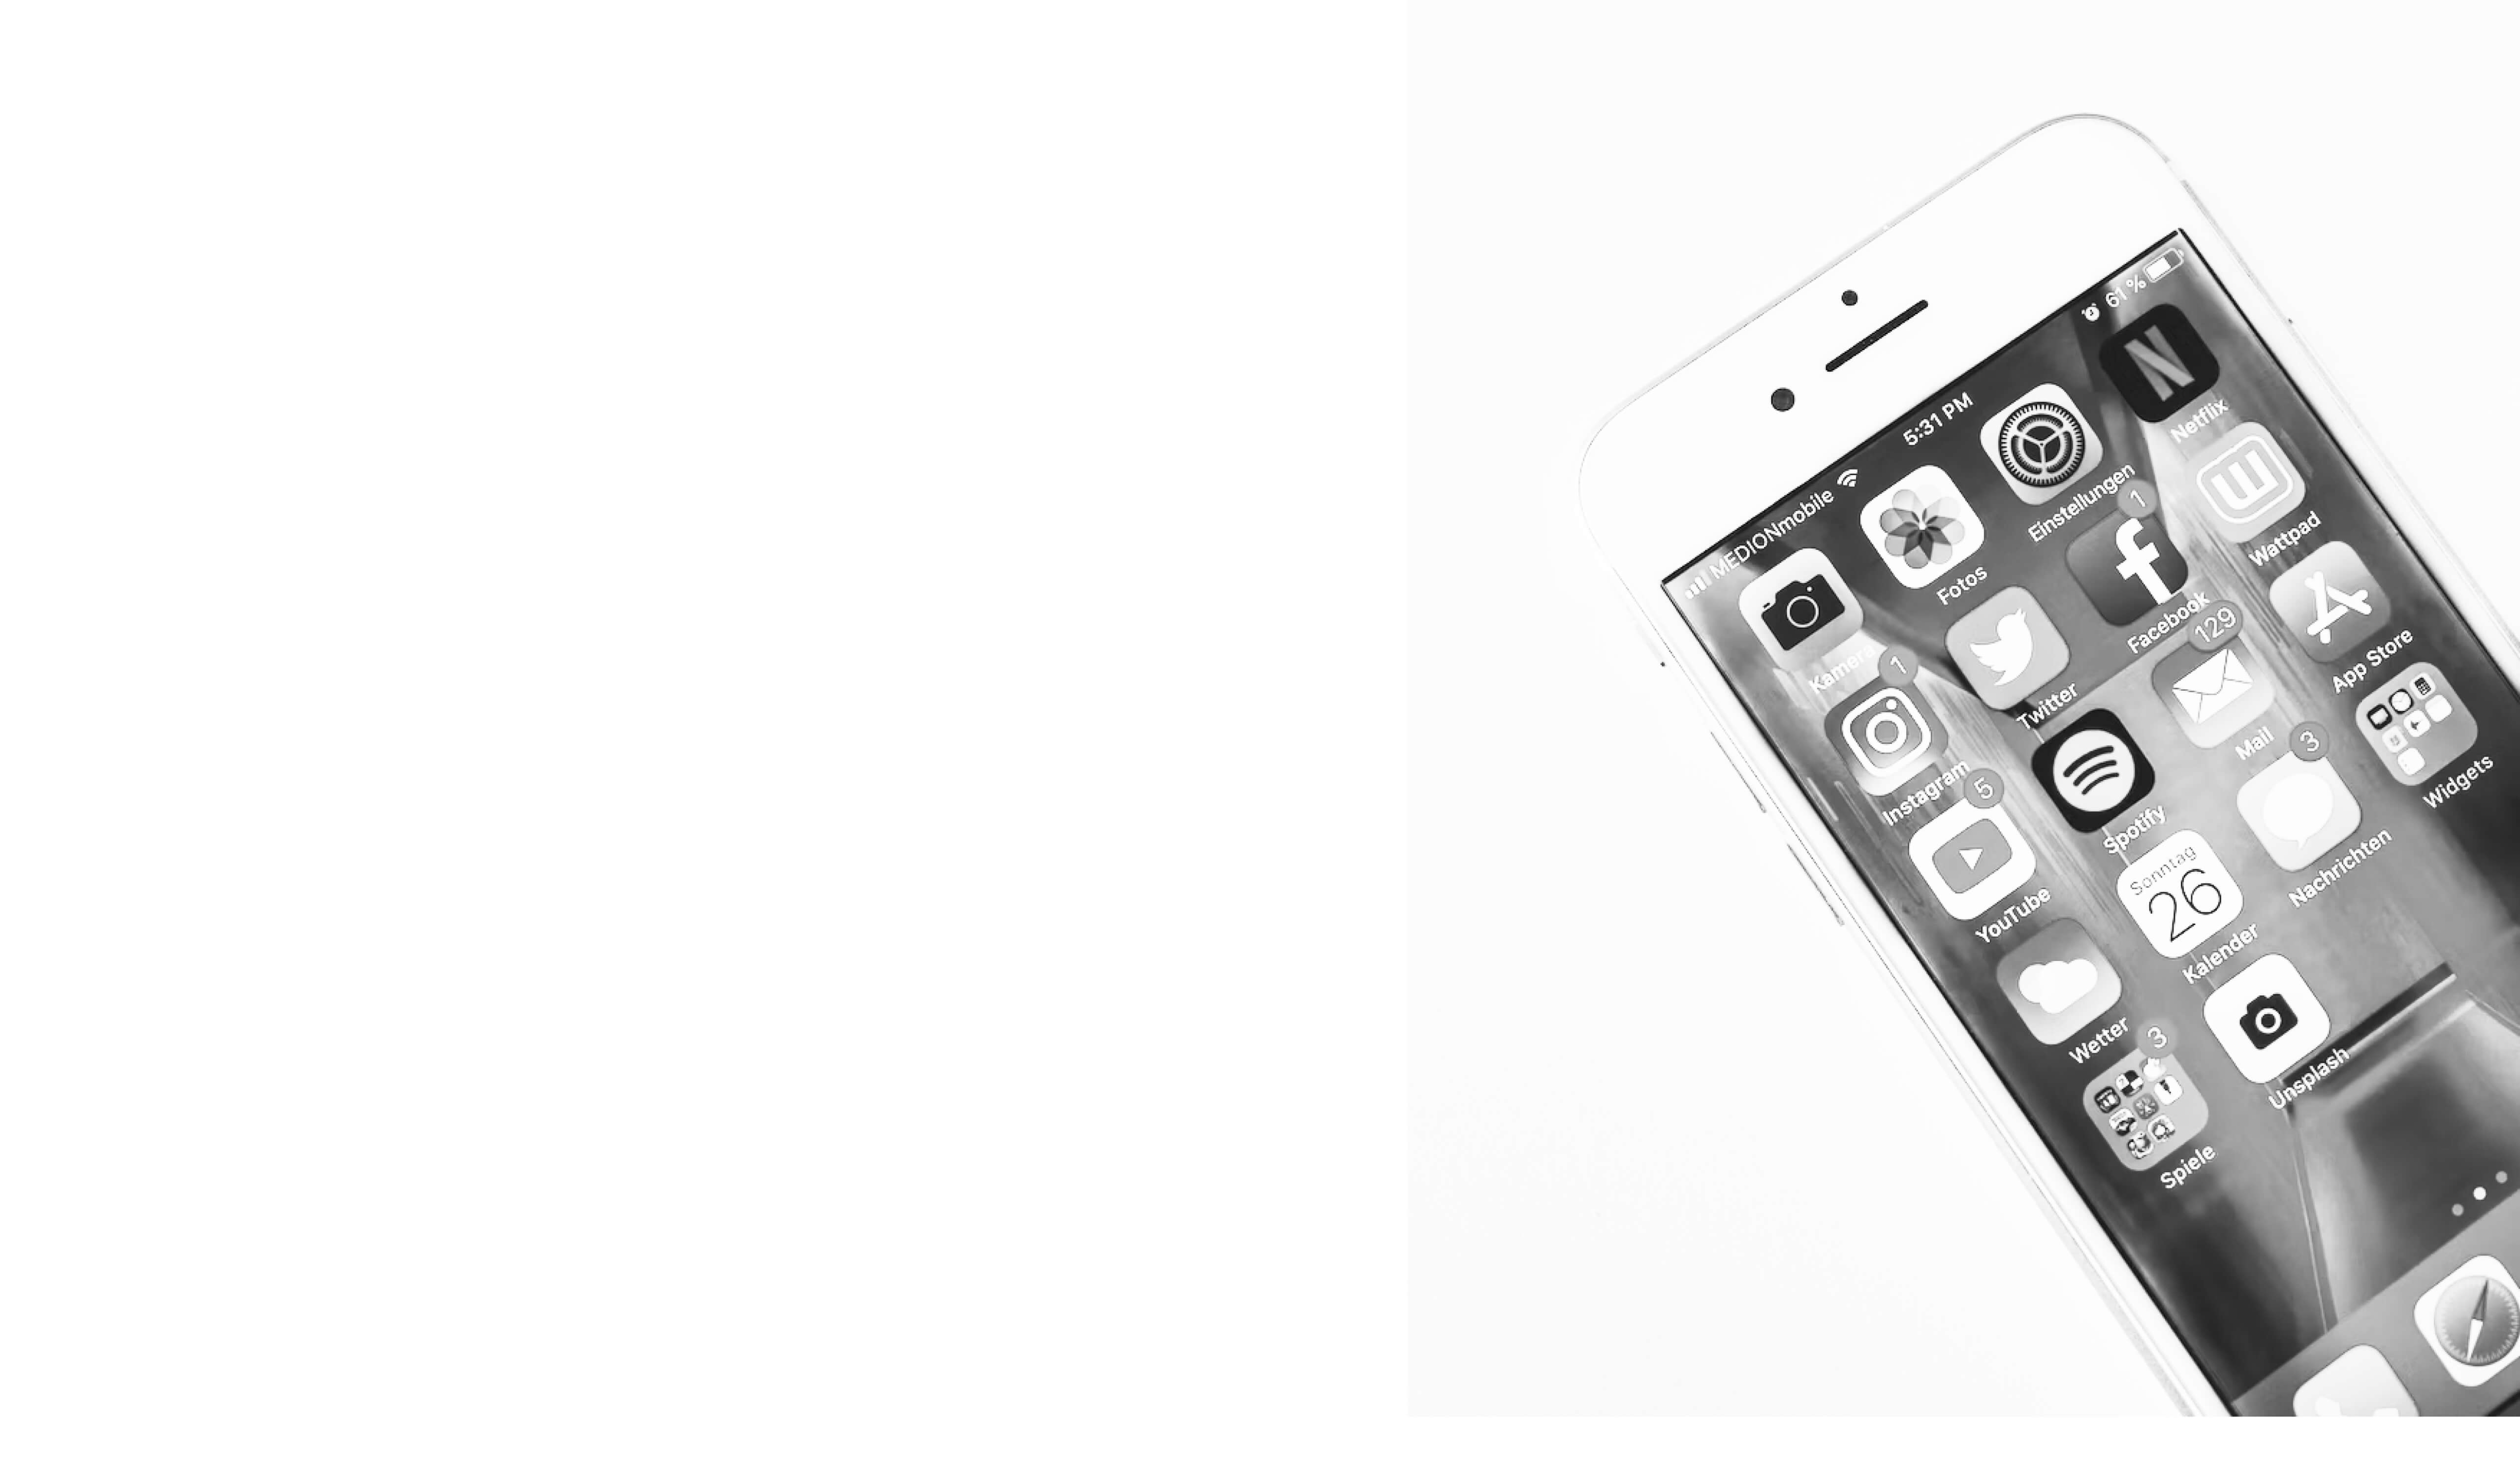 MEDIONmobile 5:31 PM 61 %
Kamera Fotos Einstellungen Netflix
1
1
Instagram Twitter Facebook Wattpad
5
129
YouTube Spotify Mail App Store
Sonntag
26
3
Wetter Kalender Nachrichten Widgets
3
Spiele Unsplash